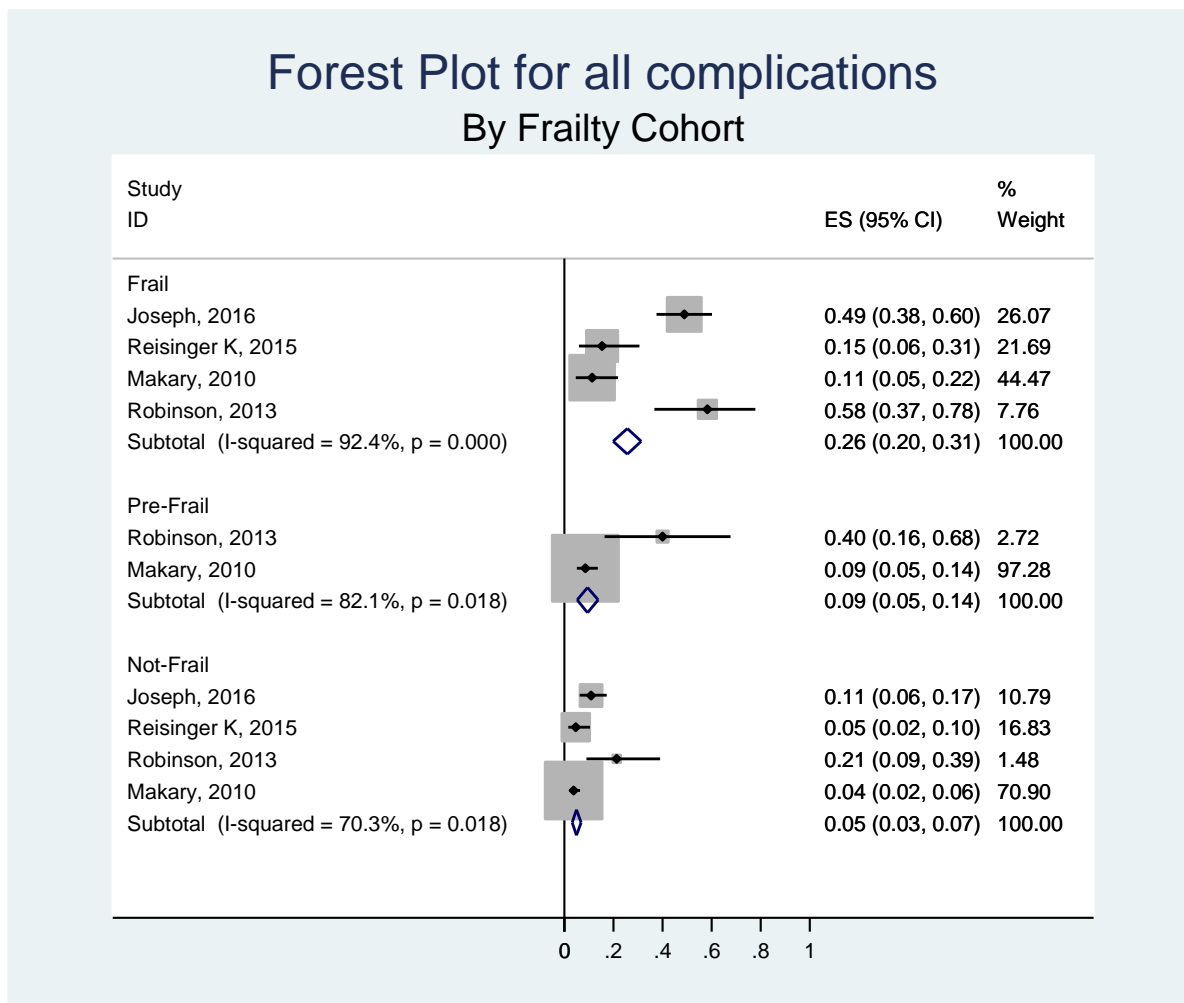 Forest Plot for all complications
By Frailty Cohort
Study %
ID ES (95% CI) Weight
Frail
Joseph, 2016 0.49 (0.38, 0.60) 26.07
Reisinger K, 2015 0.15 (0.06, 0.31) 21.69
Makary, 2010 0.11 (0.05, 0.22) 44.47
Robinson, 2013 0.58 (0.37, 0.78) 7.76
Subtotal (I-squared = 92.4%, p = 0.000) 0.26 (0.20, 0.31) 100.00
Pre-Frail
Robinson, 2013 0.40 (0.16, 0.68) 2.72
Makary, 2010 0.09 (0.05, 0.14) 97.28
Subtotal (I-squared = 82.1%, p = 0.018) 0.09 (0.05, 0.14) 100.00
Not-Frail
Joseph, 2016 0.11 (0.06, 0.17) 10.79
Reisinger K, 2015 0.05 (0.02, 0.10) 16.83
Robinson, 2013 0.21 (0.09, 0.39) 1.48
Makary, 2010 0.04 (0.02, 0.06) 70.90
Subtotal (I-squared = 70.3%, p = 0.018) 0.05 (0.03, 0.07) 100.00
0 .2 .4 .6 .8 1